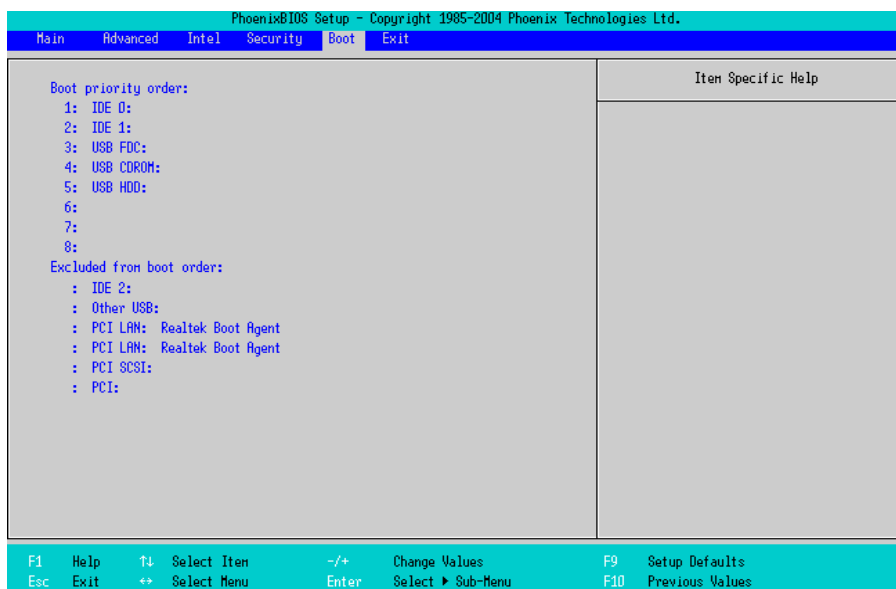 PhoenixBIOS Setup - Copyright 1985-2004 Phoenix Technologies Ltd.
Main Advanced Intel Security Boot Exit
Item Specific Help
Boot priority order:
1: IDE 0:
2: IDE 1:
3: USB FDC:
4: USB CDROM:
5: USB HDD:
6:
7:
8:
Excluded from boot order:
: IDE 2:
: Other USB:
: PCI LAN: Realtek Boot Agent
: PCI LAN: Realtek Boot Agent
: PCI SCSI:
: PCI:
F1 Help ↑↓ Select Item -/+ Change Values F9 Setup Defaults
Esc Exit ↔ Select Menu Enter Select ▶ Sub-Menu F10 Previous Values